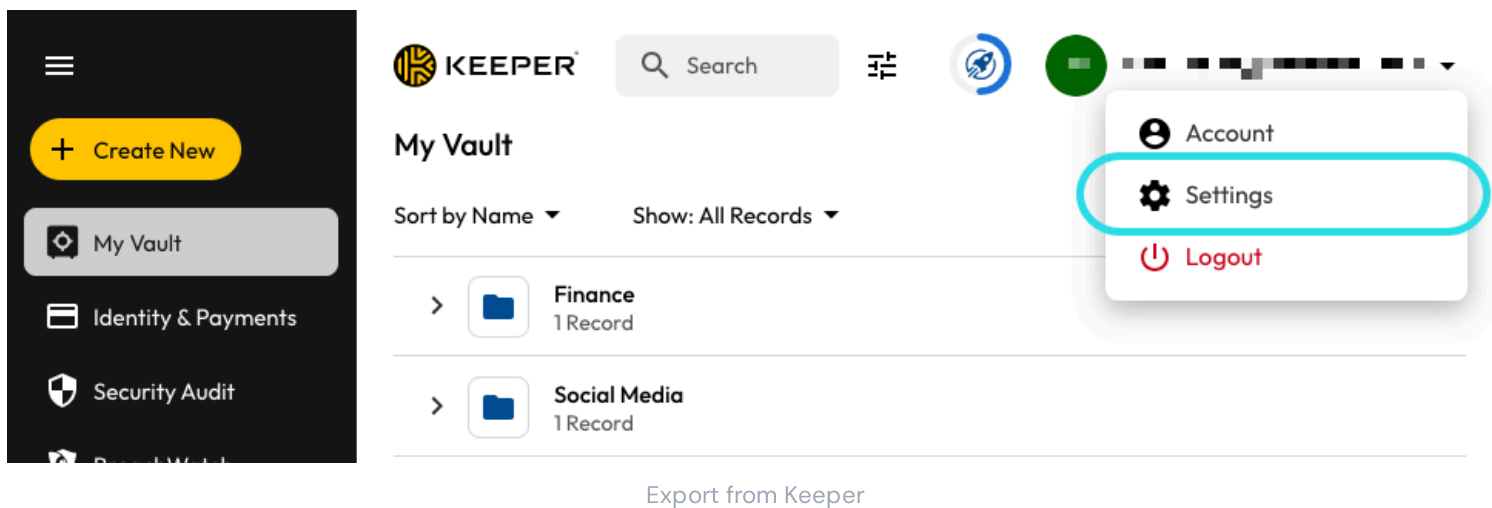 KEEPER
Search
Create New
My Vault
Identity & Payments
Security Audit
My Vault
Sort by Name
Show: All Records
Finance
1 Record
Social Media
1 Record
Account
Settings
Logout
Export from Keeper